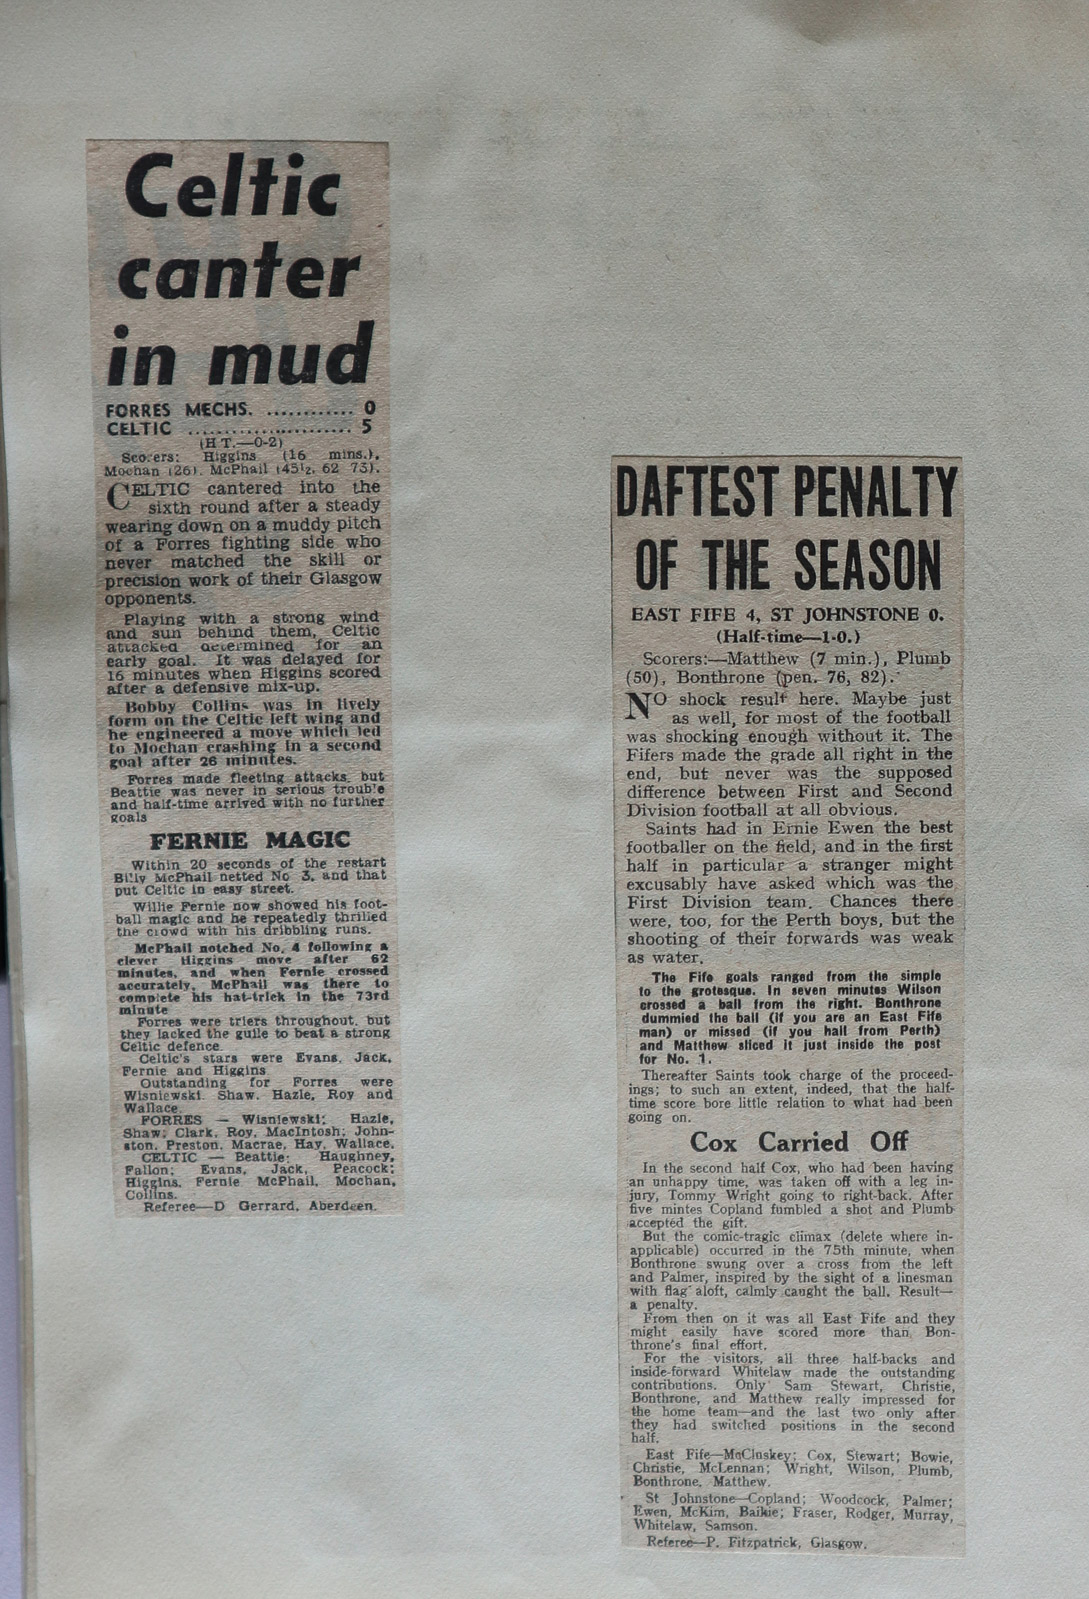 Celtic
canter
in mud
FORRES MECHS. ............ 0
CELTIC ....................... 5
(H T.—0-2)
Scorers: Higgins (16 mins.),
Mochan (26). McPhail (45½, 62 73).
CELTIC cantered into the
sixth round after a steady
wearing down on a muddy pitch
of a Forres fighting side who
never matched the skill or
precision work of their Glasgow
opponents.
Playing with a strong wind
and sun behind them, Celtic
attacked determined for an
early goal. It was delayed for
16 minutes when Higgins scored
after a defensive mix-up.
Bobby Collins was in lively
form on the Celtic left wing and
he engineered a move which led
to Mochan crashing in a second
goal after 26 minutes.
Forres made fleeting attacks but
Beattie was never in serious trouble
and half-time arrived with no further
goals
FERNIE MAGIC
Within 20 seconds of the restart
Billy McPhail netted No 3. and that
put Celtic in easy street.
Willie Fernie now showed his foot-
ball magic and he repeatedly thrilled
the crowd with his dribbling runs.
McPhail notched No. 4 following a
clever Higgins move after 62
minutes, and when Fernie crossed
accurately, McPhail was there to
complete his hat-trick in the 73rd
minute
Forres were triers throughout. but
they lacked the guile to beat a strong
Celtic defence.
Celtic's stars were Evans, Jack,
Fernie and Higgins
Outstanding for Forres were
Wisniewski. Shaw. Hazle, Roy and
Wallace.
FORRES — Wisniewski; Hazle,
Shaw; Clark, Roy, MacIntosh; John-
ston. Preston, Macrae, Hay, Wallace.
CELTIC — Beattie; Haughney,
Fallon; Evans, Jack, Peacock;
Higgins, Fernie McPhail, Mochan,
Collins.
Referee—D Gerrard, Aberdeen.
DAFTEST PENALTY
OF THE SEASON
EAST FIFE 4, ST JOHNSTONE 0.
(Half-time—1-0.)
Scorers:—Matthew (7 min.), Plumb
(50), Bonthrone (pen. 76, 82).
NO shock result here. Maybe just
as well, for most of the football
was shocking enough without it. The
Fifers made the grade all right in the
end, but never was the supposed
difference between First and Second
Division football at all obvious.
Saints had in Ernie Ewen the best
footballer on the field, and in the first
half in particular a stranger might
excusably have asked which was the
First Division team. Chances there
were, too, for the Perth boys, but the
shooting of their forwards was weak
as water.
The Fife goals ranged from the simple
to the grotesque. In seven minutes Wilson
crossed a ball from the right. Bonthrone
dummied the ball (if you are an East Fife
man) or missed (if you hail from Perth)
and Matthew sliced it just inside the post
for No. 1.
Thereafter Saints took charge of the proceed-
ings; to such an extent, indeed, that the half-
time score bore little relation to what had been
going on.
Cox Carried Off
In the second half Cox, who had been having
an unhappy time, was taken off with a leg in-
jury, Tommy Wright going to right-back. After
five mintes Copland fumbled a shot and Plumb
accepted the gift.
But the comic-tragic climax (delete where in-
applicable) occurred in the 75th minute, when
Bonthrone swung over a cross from the left
and Palmer, inspired by the sight of a linesman
with flag aloft, calmly caught the ball. Result—
a penalty.
From then on it was all East Fife and they
might easily have scored more than Bon-
throne's final effort.
For the visitors, all three half-backs and
inside-forward Whitelaw made the outstanding
contributions. Only Sam Stewart, Christie,
Bonthrone, and Matthew really impressed for
the home team—and the last two only after
they had switched positions in the second
half.
East Fife—McCluskey; Cox, Stewart; Bowie,
Christie, McLennan; Wright, Wilson, Plumb,
Bonthrone, Matthew.
St Johnstone—Copland; Woodcock, Palmer;
Ewen, McKim, Baikie; Fraser, Rodger, Murray,
Whitelaw, Samson.
Referee—P. Fitzpatrick, Glasgow.